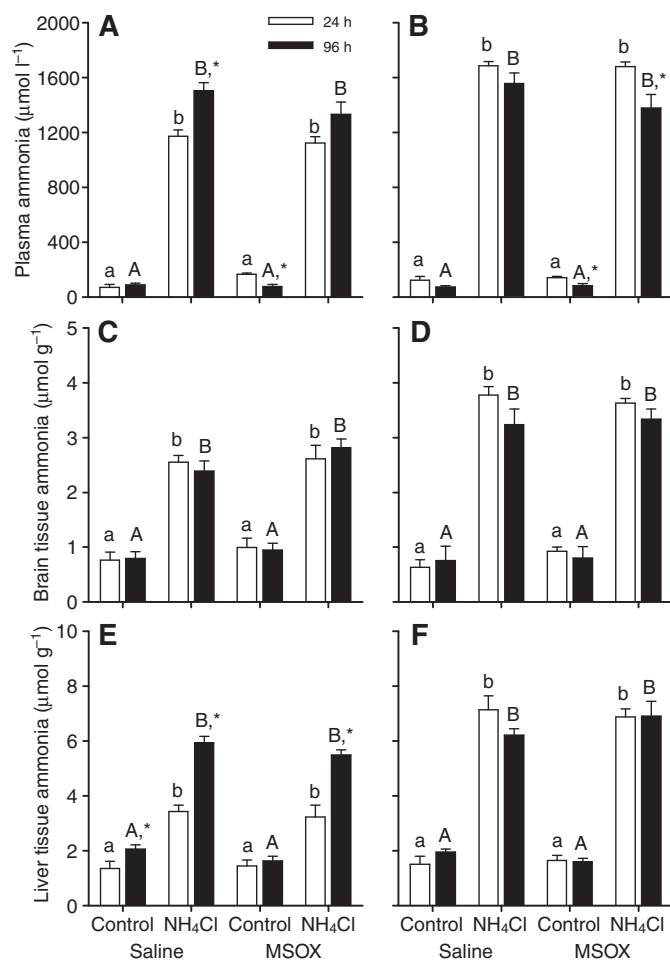 A
24 h
96 h
B
Plasma ammonia (μmol l⁻¹)
2000
1600
1200
800
400
0
a A b B,* a A,* b B
a A b B a A,* b B,*
C
D
Brain tissue ammonia (μmol g⁻¹)
5
4
3
2
1
0
a A b B a A b B
a A b B a A b B
E
F
Liver tissue ammonia (μmol g⁻¹)
10
8
6
4
2
0
a A,* b B,* a A b B,*
a A b B a A b B
Control NH₄Cl Control NH₄Cl
Saline MSOX
Control NH₄Cl Control NH₄Cl
Saline MSOX